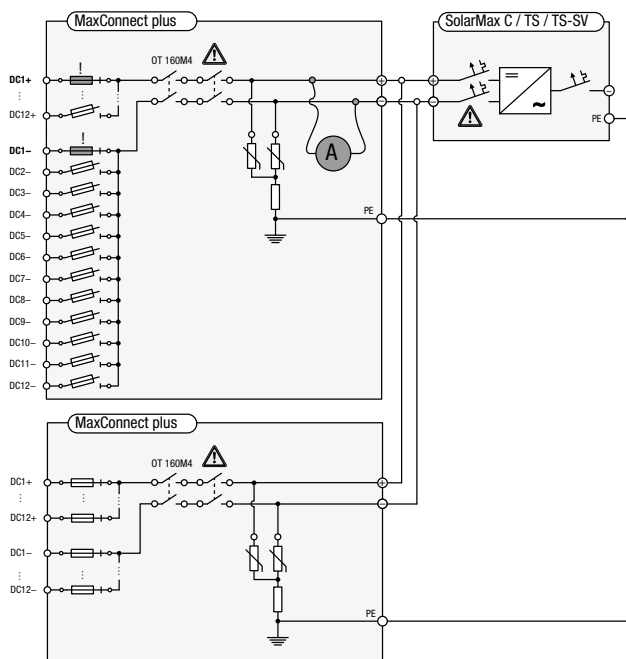 MaxConnect plus
SolarMax C / TS / TS-SV
OT 160M4
!
!
DC1+
⋮
DC12+
!
DC1–
DC2–
DC3–
DC4–
DC5–
DC6–
DC7–
DC8–
DC9–
DC10–
DC11–
DC12–
A
PE
+
–
+
–
!
=
~
–
PE
MaxConnect plus
OT 160M4
!
DC1+
⋮
DC12+
DC1–
⋮
DC12–
+
–
PE